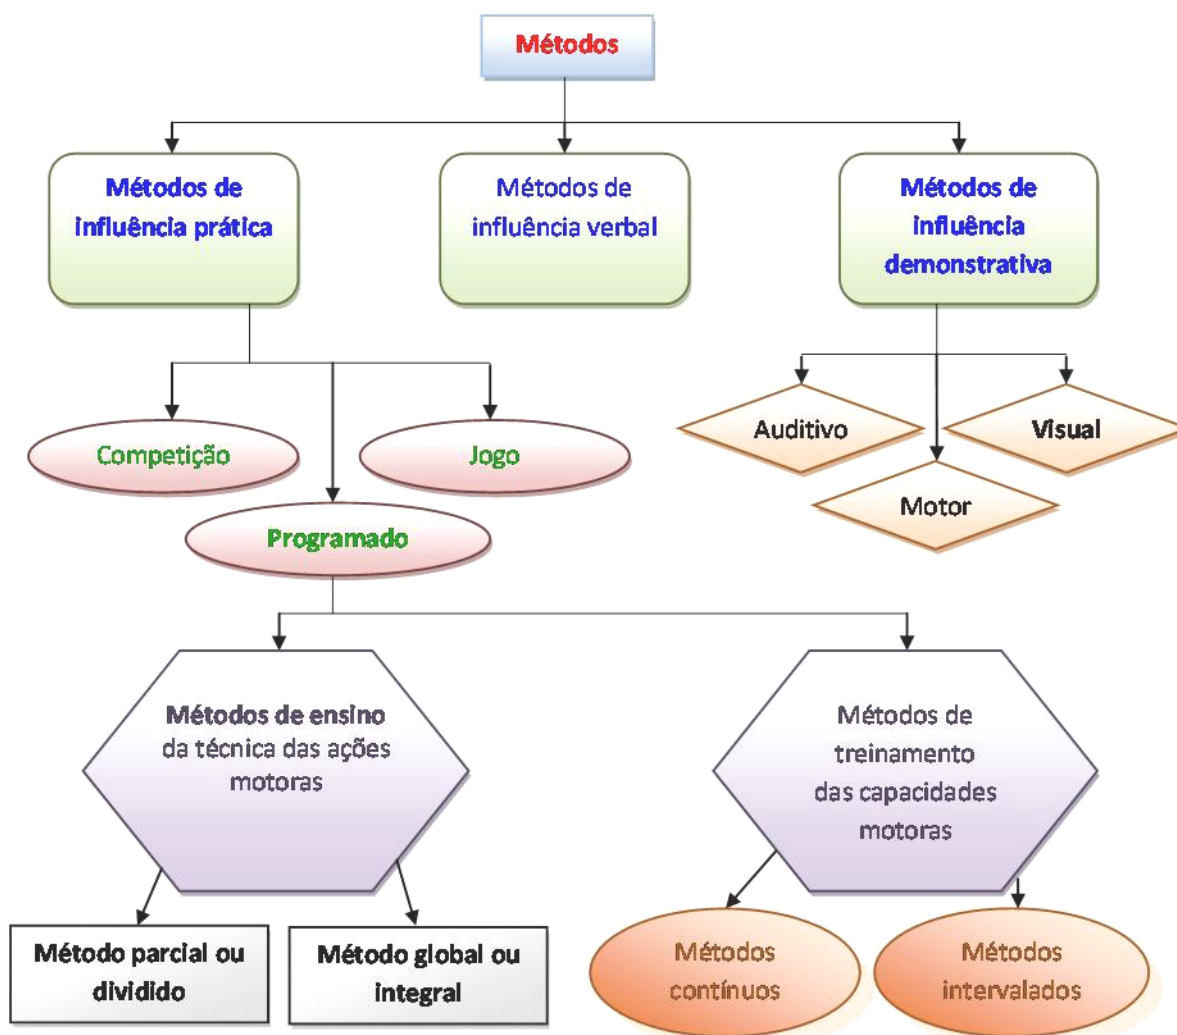 Métodos
Métodos de
influência prática
Métodos de
influência verbal
Métodos de
influência
demonstrativa
Competição
Jogo
Programado
Auditivo
Visual
Motor
Métodos de ensino
da técnica das ações
motoras
Métodos de
treinamento
das capacidades
motoras
Método parcial ou
dividido
Método global ou
integral
Métodos
contínuos
Métodos
intervalados